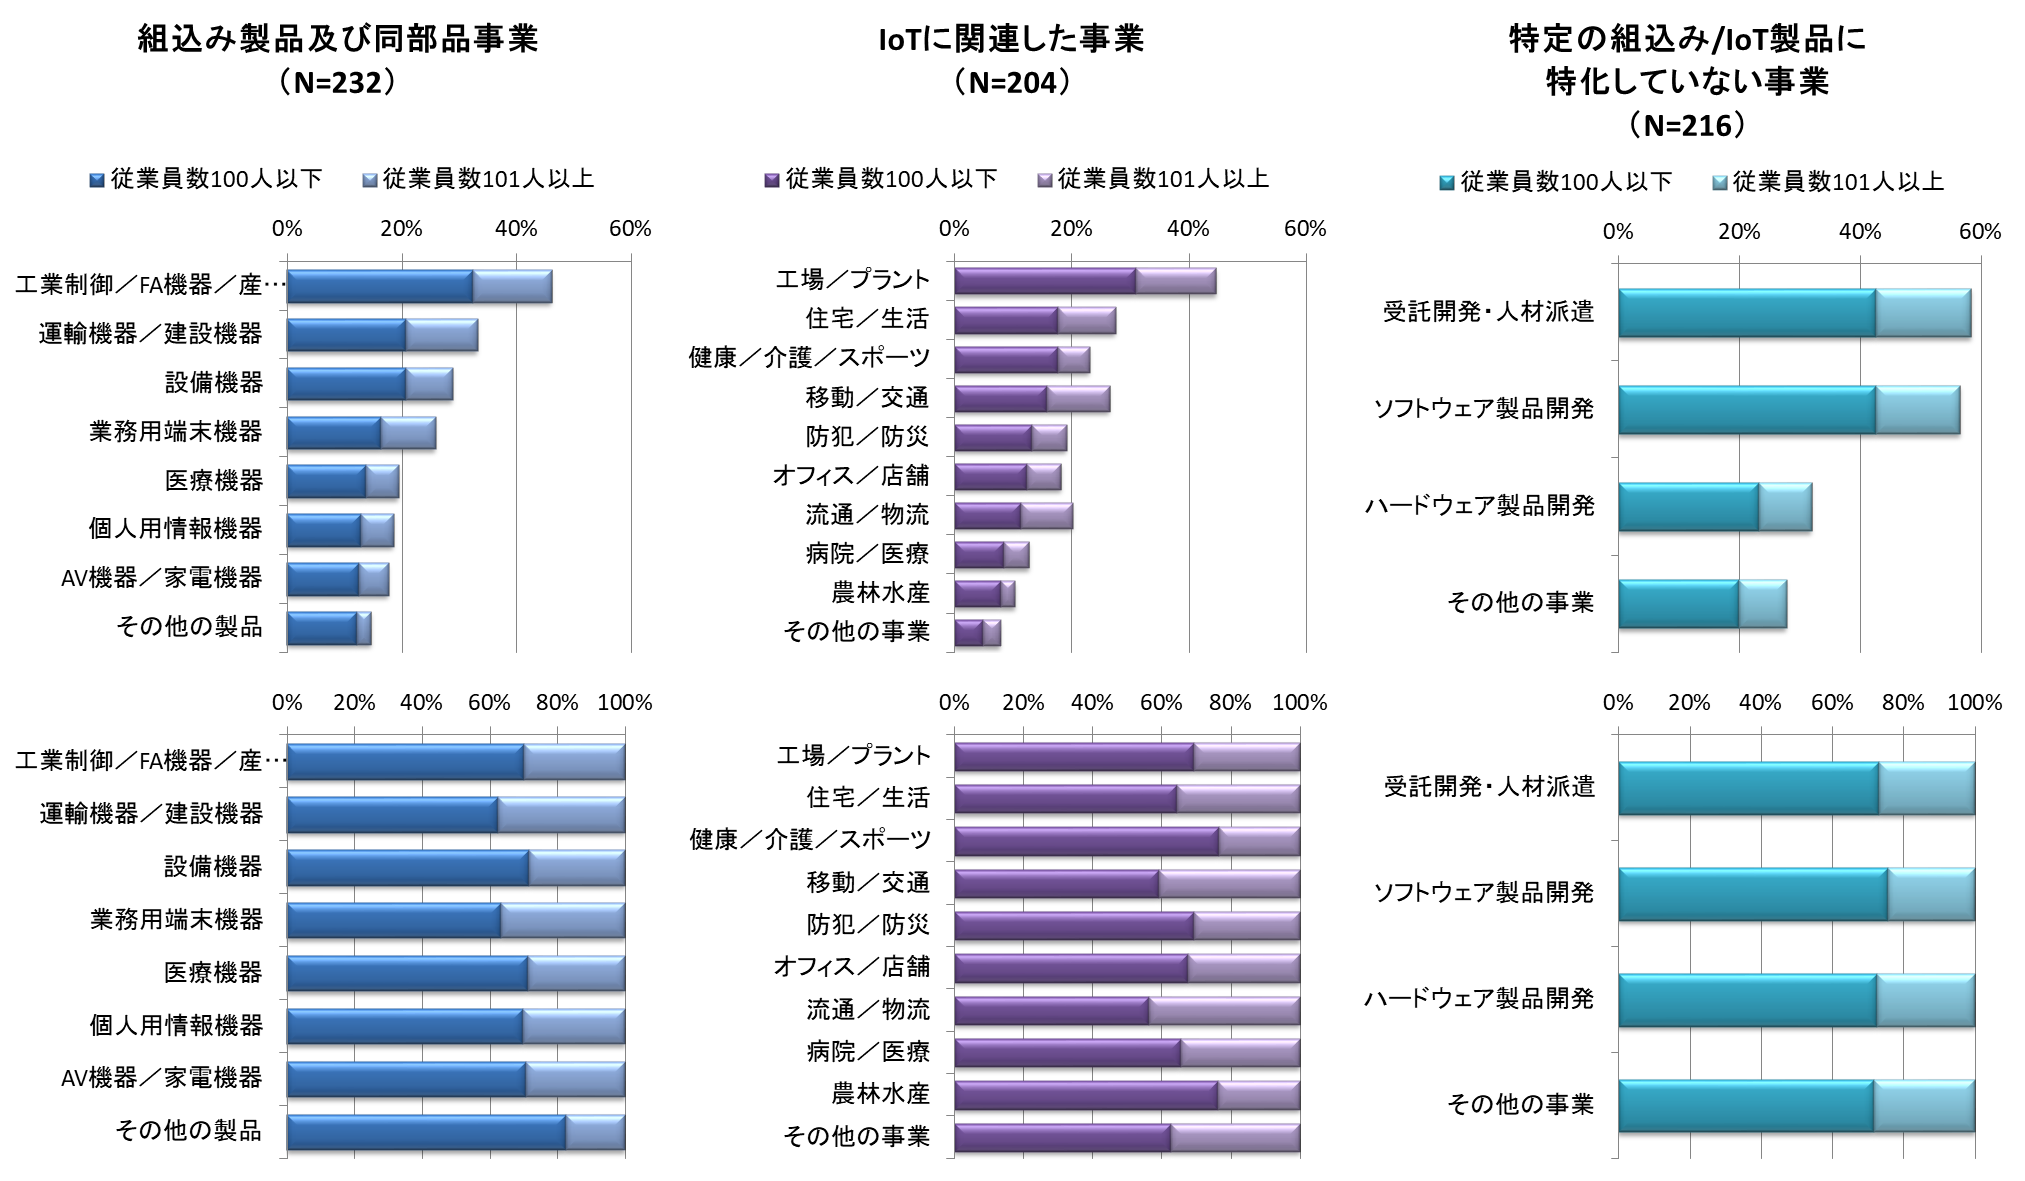 組込み製品及び同部品事業
（N=232）
従業員数100人以下 従業員数101人以上
0% 20% 40% 60%
工業制御／FA機器／産…
運輸機器／建設機器
設備機器
業務用端末機器
医療機器
個人用情報機器
AV機器／家電機器
その他の製品
0% 20% 40% 60% 80% 100%
工業制御／FA機器／産…
運輸機器／建設機器
設備機器
業務用端末機器
医療機器
個人用情報機器
AV機器／家電機器
その他の製品
IoTに関連した事業
（N=204）
従業員数100人以下 従業員数101人以上
0% 20% 40% 60%
工場／プラント
住宅／生活
健康／介護／スポーツ
移動／交通
防犯／防災
オフィス／店舗
流通／物流
病院／医療
農林水産
その他の事業
0% 20% 40% 60% 80% 100%
工場／プラント
住宅／生活
健康／介護／スポーツ
移動／交通
防犯／防災
オフィス／店舗
流通／物流
病院／医療
農林水産
その他の事業
特定の組込み/IoT製品に
特化していない事業
（N=216）
従業員数100人以下 従業員数101人以上
0% 20% 40% 60%
受託開発・人材派遣
ソフトウェア製品開発
ハードウェア製品開発
その他の事業
0% 20% 40% 60% 80% 100%
受託開発・人材派遣
ソフトウェア製品開発
ハードウェア製品開発
その他の事業